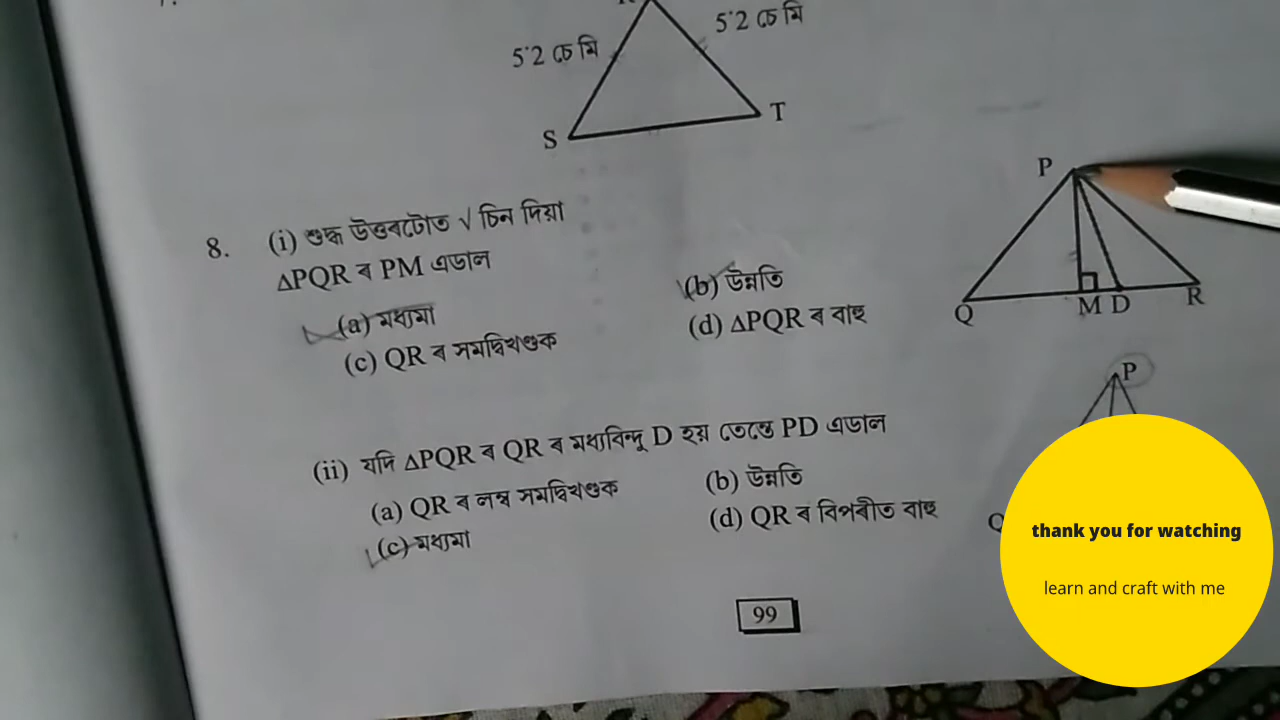 5·2 চে মি
5·2 চে মি
S
T
8.
(i) শুদ্ধ উত্তৰটোত √ চিন দিয়া
ΔPQR ৰ PM এডাল
(a) মধ্যমা
(b) উন্নতি
(c) QR ৰ সমদ্বিখণ্ডক
(d) ΔPQR ৰ বাহু
P
Q
M D
R
P
(ii) যদি ΔPQR ৰ QR ৰ মধ্যবিন্দু D হয় তেন্তে PD এডাল
(a) QR ৰ লম্ব সমদ্বিখণ্ডক
(b) উন্নতি
(c) মধ্যমা
(d) QR ৰ বিপৰীত বাহু
Q
99
thank you for watching
learn and craft with me